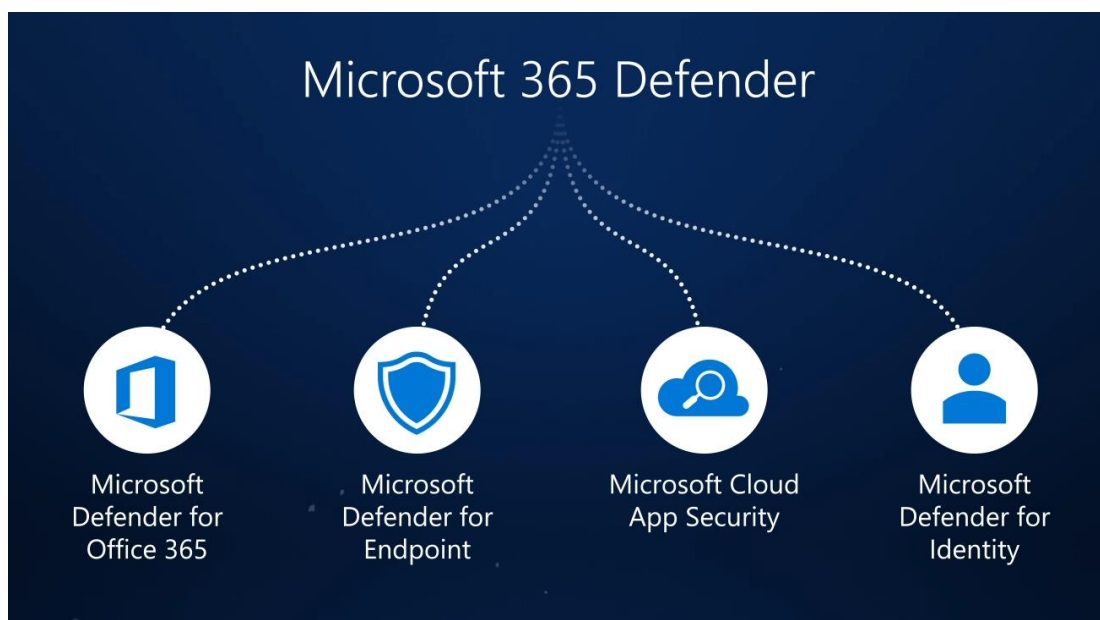 Microsoft 365 Defender
Microsoft
Defender for
Office 365
Microsoft
Defender for
Endpoint
Microsoft Cloud
App Security
Microsoft
Defender for
Identity